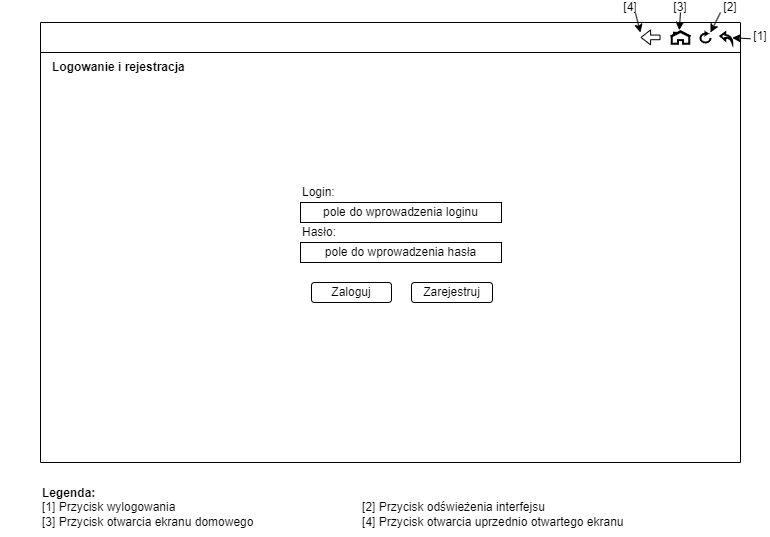 [4] [3] [2]
[1]
Logowanie i rejestracja
Login:
pole do wprowadzenia loginu
Hasło:
pole do wprowadzenia hasła
Zaloguj Zarejestruj
Legenda:
[1] Przycisk wylogowania [2] Przycisk odświeżenia interfejsu
[3] Przycisk otwarcia ekranu domowego [4] Przycisk otwarcia uprzednio otwartego ekranu